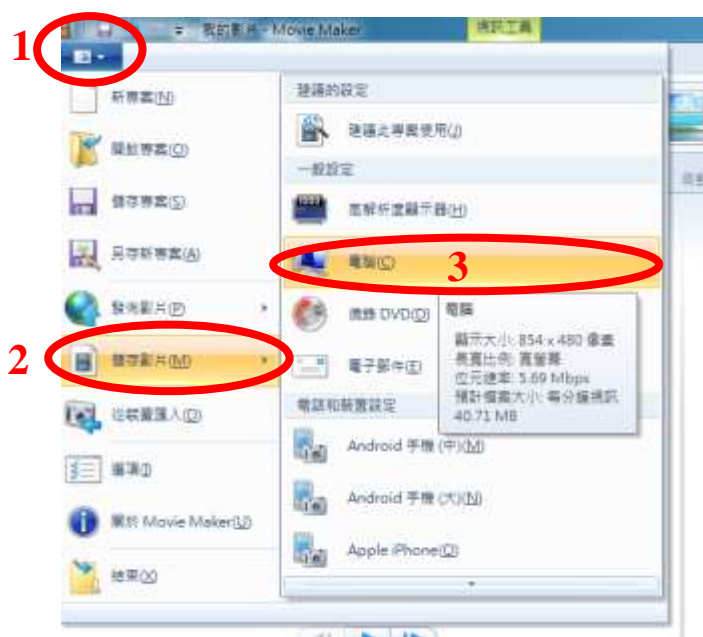 1
我的影片 - Movie Maker
視訊工具
新專案(N)
開啟專案(O)
儲存專案(S)
另存新專案(A)
發佈影片(P)
2
儲存影片(M)
從裝置匯入(D)
選項(I)
關於 Movie Maker(U)
結束(X)
建議的設定
建議此專案使用(J)
一般設定
高解析度顯示器(H)
電腦(C)
3
燒錄 DVD(D)
電子郵件(E)
電腦
顯示大小: 854 x 480 像素
長寬比例: 寬螢幕
位元速率: 5.69 Mbps
預計檔案大小: 每分鐘視訊
40.71 MB
電話和裝置設定
Android 手機 (中)(M)
Android 手機 (大)(N)
Apple iPhone(Q)